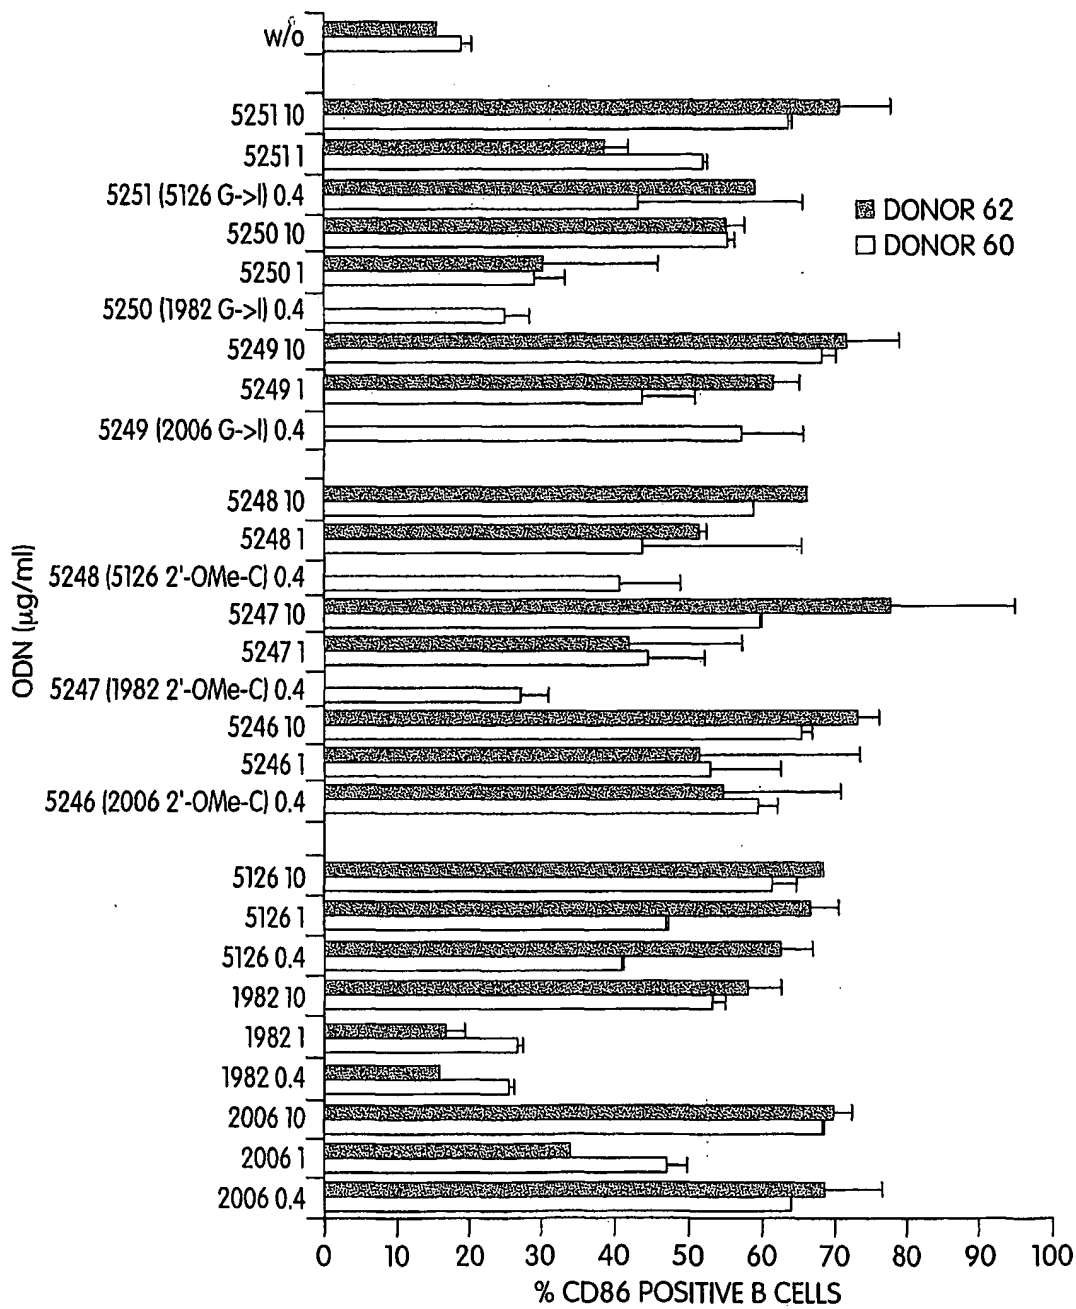 w/o
5251 10
5251 1
5251 (5126 G->I) 0.4
DONOR 62
5250 10
DONOR 60
5250 1
5250 (1982 G->I) 0.4
5249 10
5249 1
5249 (2006 G->I) 0.4
5248 10
5248 1
5248 (5126 2'-OMe-C) 0.4
5247 10
5247 1
5247 (1982 2'-OMe-C) 0.4
5246 10
5246 1
5246 (2006 2'-OMe-C) 0.4
ODN (µg/ml)
5126 10
5126 1
5126 0.4
1982 10
1982 1
1982 0.4
2006 10
2006 1
2006 0.4
0 10 20 30 40 50 60 70 80 90 100
% CD86 POSITIVE B CELLS